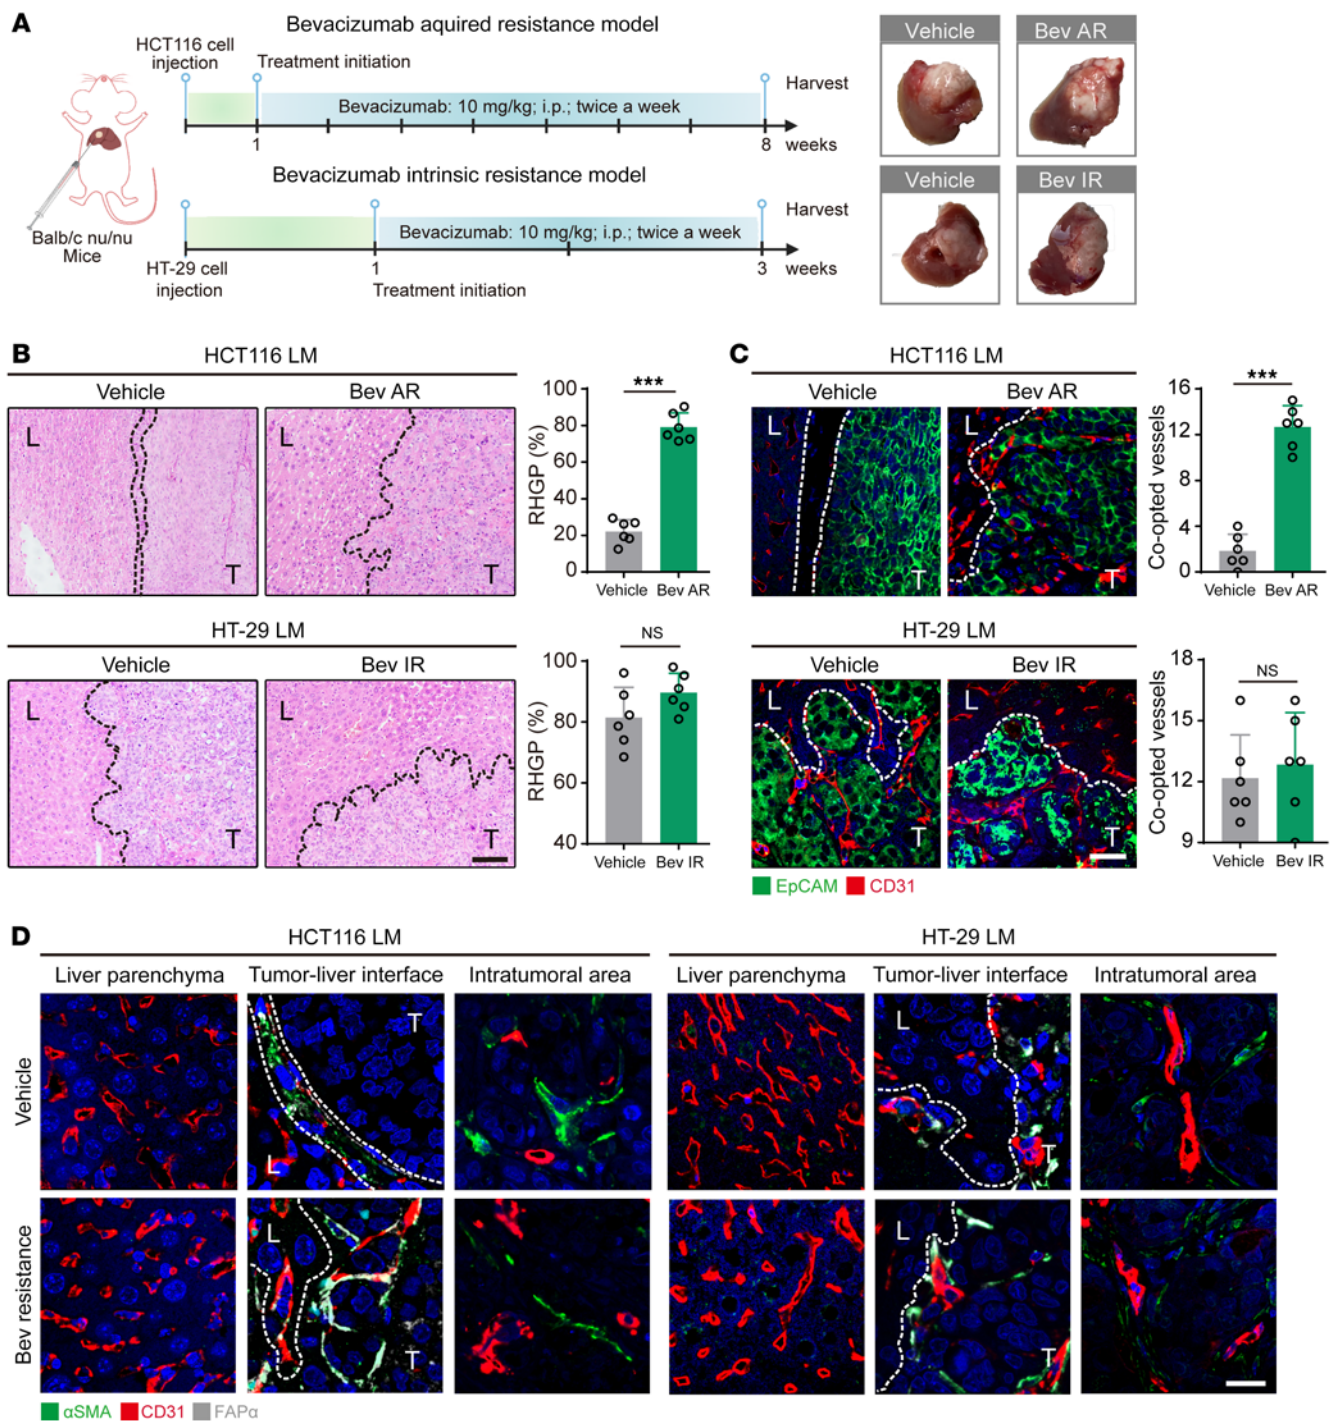 A
Bevacizumab aquired resistance model
HCT116 cell
injection
Treatment initiation
Harvest
Bevacizumab: 10 mg/kg; i.p.; twice a week
1
8
weeks
Bevacizumab intrinsic resistance model
Harvest
Bevacizumab: 10 mg/kg; i.p.; twice a week
Balb/c nu/nu
Mice
HT-29 cell
injection
1
3
weeks
Treatment initiation
Vehicle
Bev AR
Vehicle
Bev IR
B
HCT116 LM
Vehicle
Bev AR
L
T
L
T
RHGP (%)
100
80
60
40
20
0
***
Vehicle
Bev AR
HT-29 LM
Vehicle
Bev IR
L
T
L
T
RHGP (%)
100
80
60
40
NS
Vehicle
Bev IR
C
HCT116 LM
Vehicle
Bev AR
L
T
L
T
Co-opted vessels
16
12
8
4
0
***
Vehicle
Bev AR
HT-29 LM
Vehicle
Bev IR
L
T
L
T
Co-opted vessels
18
15
12
9
NS
Vehicle
Bev IR
EpCAM
CD31
D
HCT116 LM
HT-29 LM
Liver parenchyma
Tumor-liver interface
Intratumoral area
Liver parenchyma
Tumor-liver interface
Intratumoral area
Vehicle
T
L
L
T
Bev resistance
L
T
L
T
αSMA
CD31
FAPα